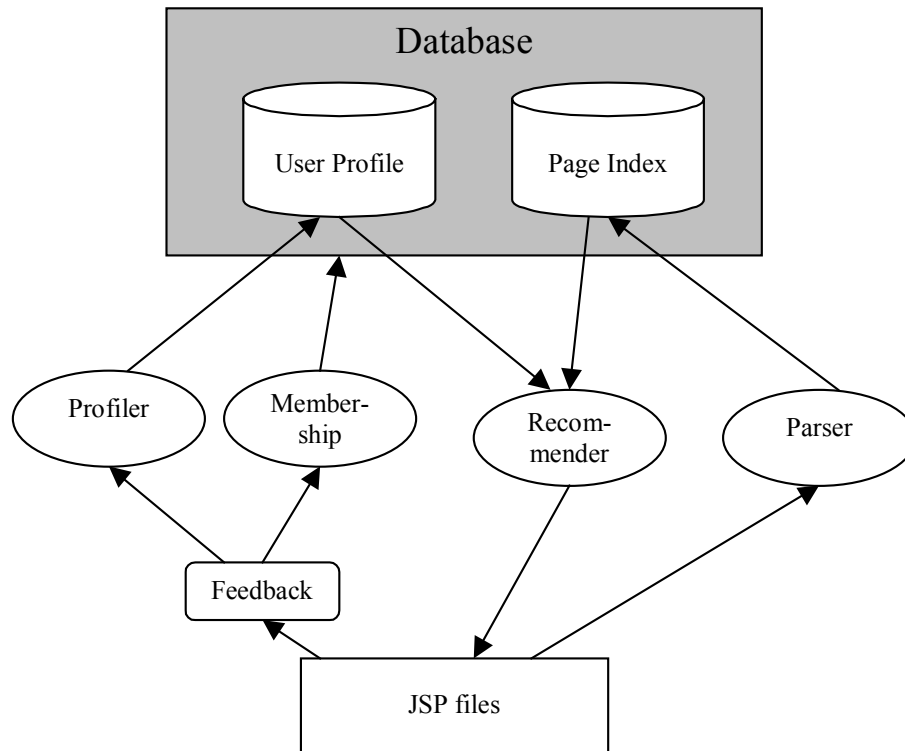 Database
User Profile
Page Index
Profiler
Member-
ship
Recom-
mender
Parser
Feedback
JSP files